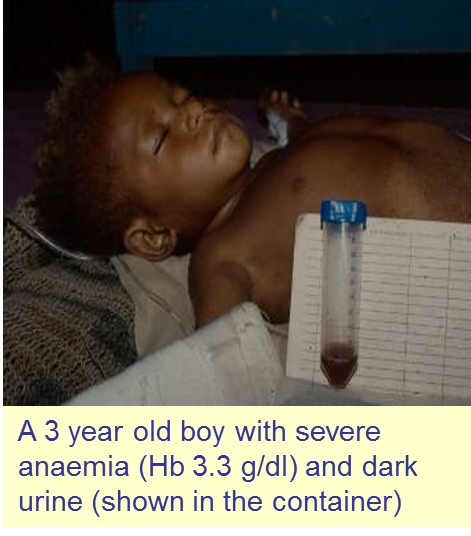 A 3 year old boy with severe
anaemia (Hb 3.3 g/dl) and dark
urine (shown in the container)